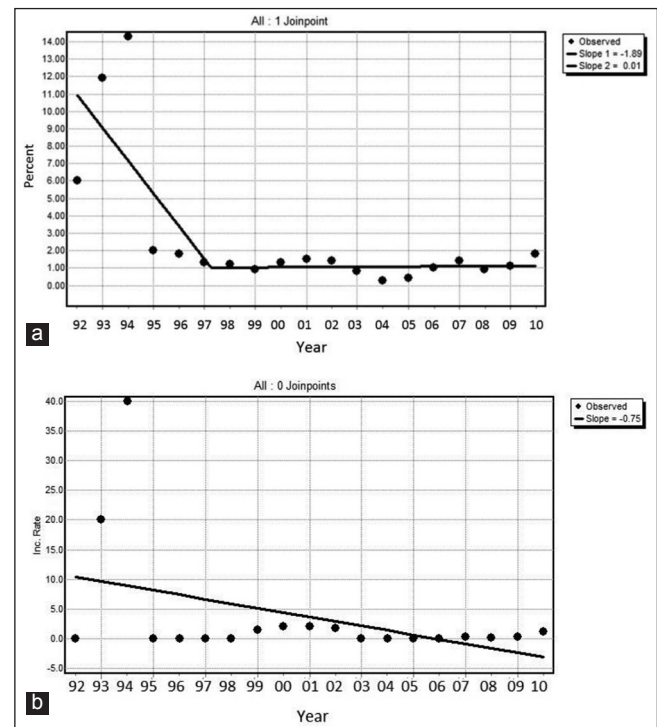 All : 1 Joinpoint
Observed
Slope 1 = -1.89
Slope 2 = 0.01
14.00
13.00
12.00
11.00
10.00
9.00
8.00
7.00
6.00
5.00
4.00
3.00
2.00
1.00
0.00
Percent
92 93 94 95 96 97 98 99 00 01 02 03 04 05 06 07 08 09 10
Year
a
All : 0 Joinpoints
Observed
Slope = -0.75
40.0
35.0
30.0
25.0
20.0
15.0
10.0
5.0
0.0
-5.0
Inc. Rate
92 93 94 95 96 97 98 99 00 01 02 03 04 05 06 07 08 09 10
Year
b